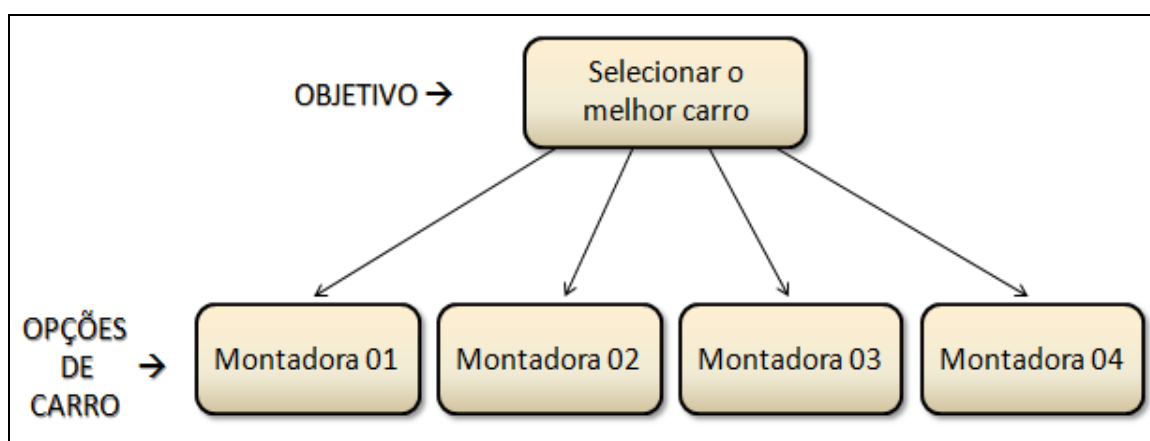 Selecionar o
melhor carro
OBJETIVO →
Montadora 01
Montadora 02
Montadora 03
Montadora 04
OPÇÕES
DE →
CARRO